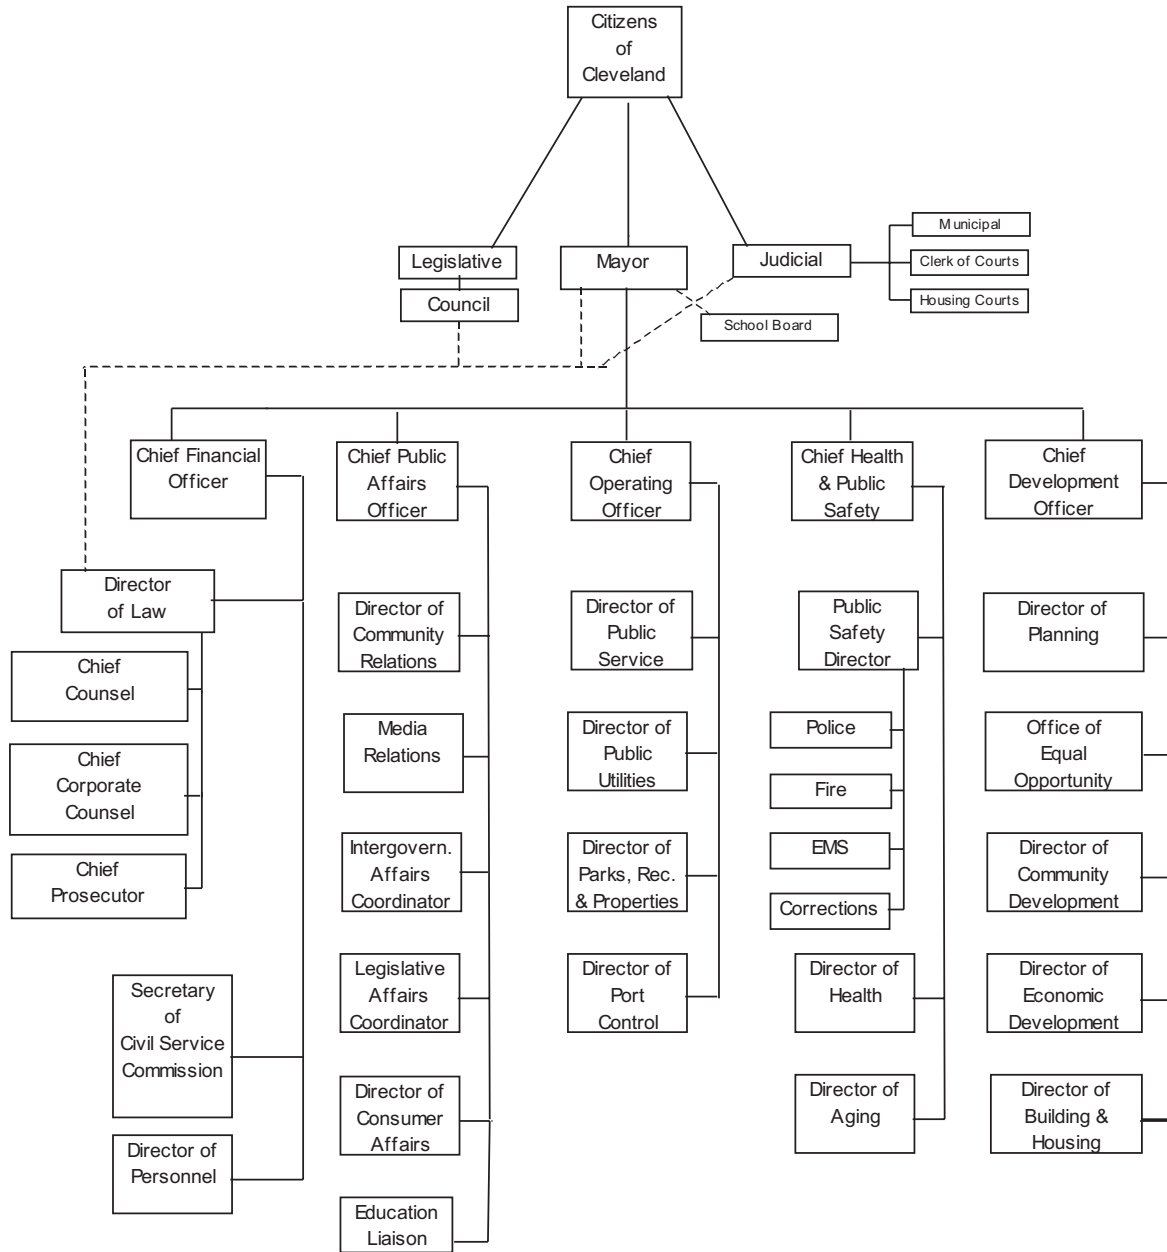 Citizens
of
Cleveland
Legislative
Mayor
Judicial
Municipal
Clerk of Courts
Housing Courts
Council
School Board
Chief Financial
Officer
Chief Public
Affairs
Officer
Chief
Operating
Officer
Chief Health
& Public
Safety
Chief
Development
Officer
Director
of Law
Chief
Counsel
Chief
Corporate
Counsel
Chief
Prosecutor
Secretary
of
Civil Service
Commission
Director of
Personnel
Director of
Community
Relations
Media
Relations
Intergovern.
Affairs
Coordinator
Legislative
Affairs
Coordinator
Director of
Consumer
Affairs
Education
Liaison
Director of
Public
Service
Director of
Public
Utilities
Director of
Parks, Rec.
& Properties
Director of
Port
Control
Public
Safety
Director
Police
Fire
EMS
Corrections
Director of
Health
Director of
Aging
Director of
Planning
Office of
Equal
Opportunity
Director of
Community
Development
Director of
Economic
Development
Director of
Building &
Housing